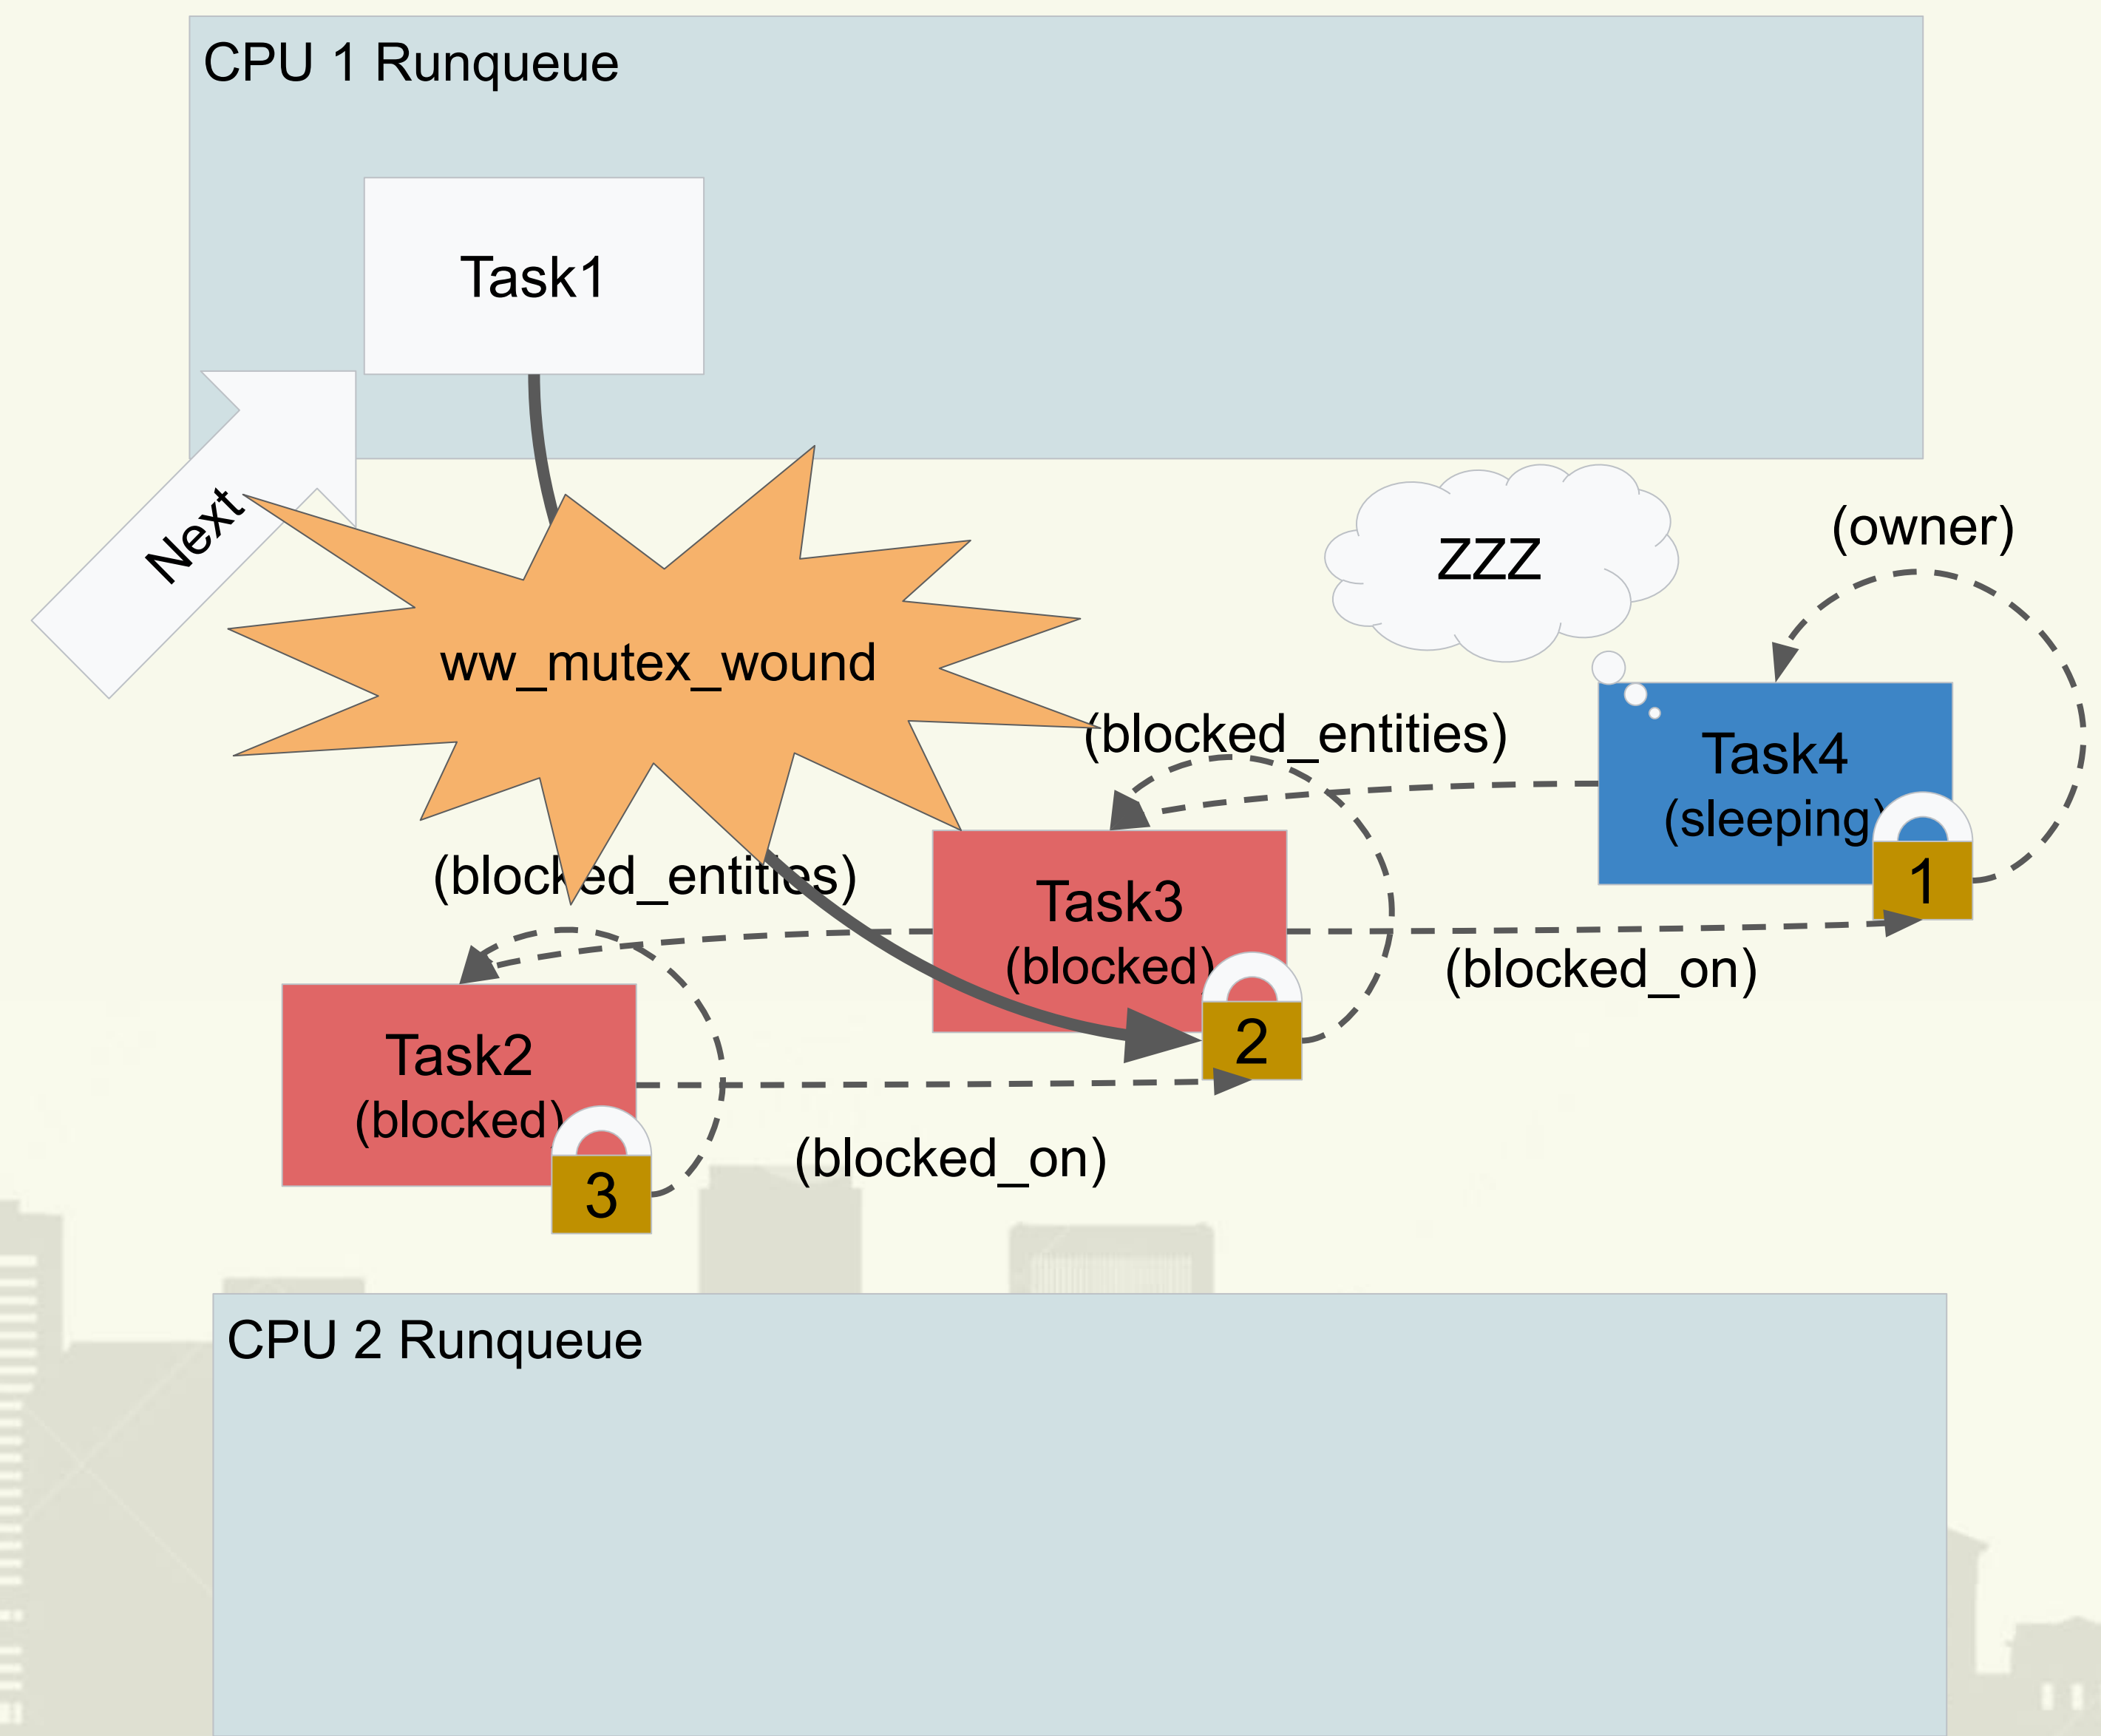 CPU 1 Runqueue
Task1
Next
ww_mutex_wound
zzz
(owner)
(blocked_entities)
Task4
(sleeping)
1
(blocked_entities)
Task3
(blocked)
2
(blocked_on)
Task2
(blocked)
3
(blocked_on)
CPU 2 Runqueue